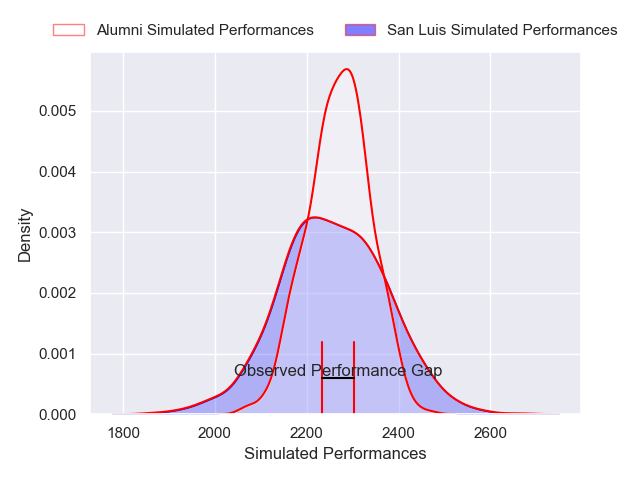 Alumni Simulated Performances San Luis Simulated Performances
0.005
0.004
0.003
0.002
0.001
0.000
Density
Observed Performance Gap
1800 2000 2200 2400 2600
Simulated Performances